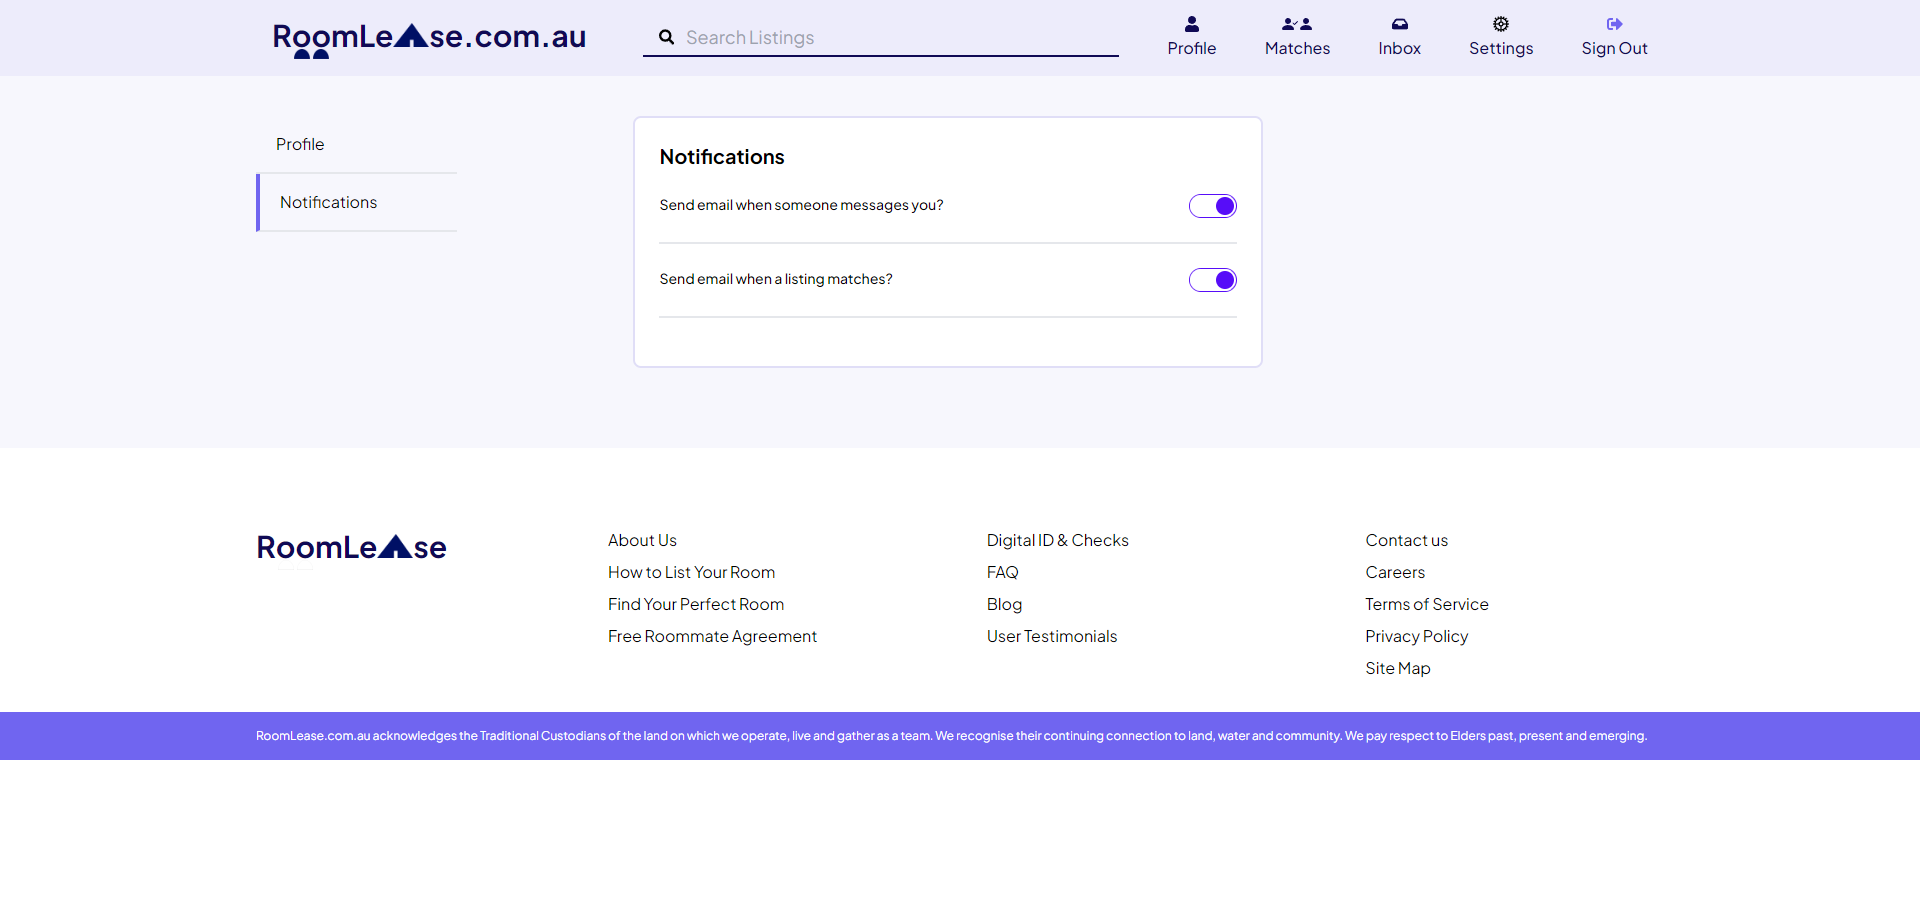 RoomLease.com.au
Search Listings
Profile
Matches
Inbox
Settings
Sign Out
Profile
Notifications
Notifications
Send email when someone messages you?
Send email when a listing matches?
RoomLease
About Us
How to List Your Room
Find Your Perfect Room
Free Roommate Agreement
Digital ID & Checks
FAQ
Blog
User Testimonials
Contact us
Careers
Terms of Service
Privacy Policy
Site Map
RoomLease.com.au acknowledges the Traditional Custodians of the land on which we operate, live and gather as a team. We recognise their continuing connection to land, water and community. We pay respect to Elders past, present and emerging.